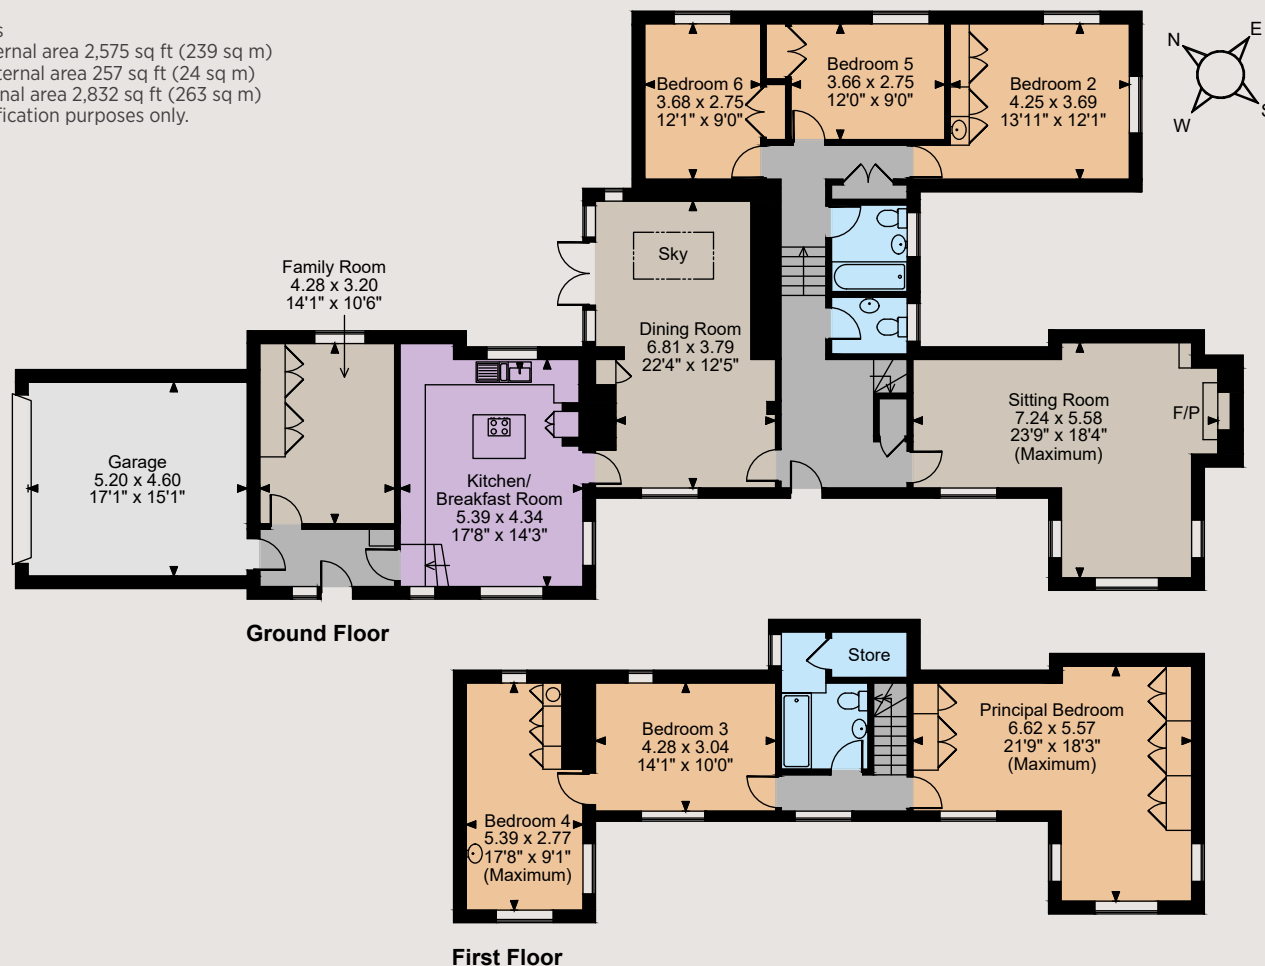 ernal area 2,575 sq ft (239 sq m)
ternal area 257 sq ft (24 sq m)
nal area 2,832 sq ft (263 sq m)
fication purposes only.
N
E
W
S
Bedroom 6
3.68 x 2.75
12'1" x 9'0"
Bedroom 5
3.66 x 2.75
12'0" x 9'0"
Bedroom 2
4.25 x 3.69
13'11" x 12'1"
Sky
Family Room
4.28 x 3.20
14'1" x 10'6"
Dining Room
6.81 x 3.79
22'4" x 12'5"
Sitting Room
7.24 x 5.58
23'9" x 18'4"
(Maximum)
F/P
Garage
5.20 x 4.60
17'1" x 15'1"
Kitchen/
Breakfast Room
5.39 x 4.34
17'8" x 14'3"
Ground Floor
Store
Principal Bedroom
6.62 x 5.57
21'9" x 18'3"
(Maximum)
Bedroom 3
4.28 x 3.04
14'1" x 10'0"
Bedroom 4
5.39 x 2.77
17'8" x 9'1"
(Maximum)
First Floor